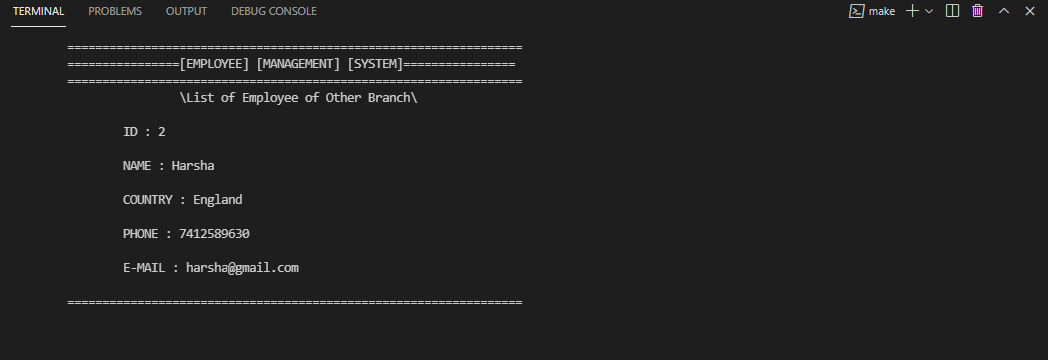 TERMINAL PROBLEMS OUTPUT DEBUG CONSOLE make
=================================================================
================[EMPLOYEE] [MANAGEMENT] [SYSTEM]================
=================================================================
\List of Employee of Other Branch\
ID : 2
NAME : Harsha
COUNTRY : England
PHONE : 7412589630
E-MAIL : harsha@gmail.com
=================================================================